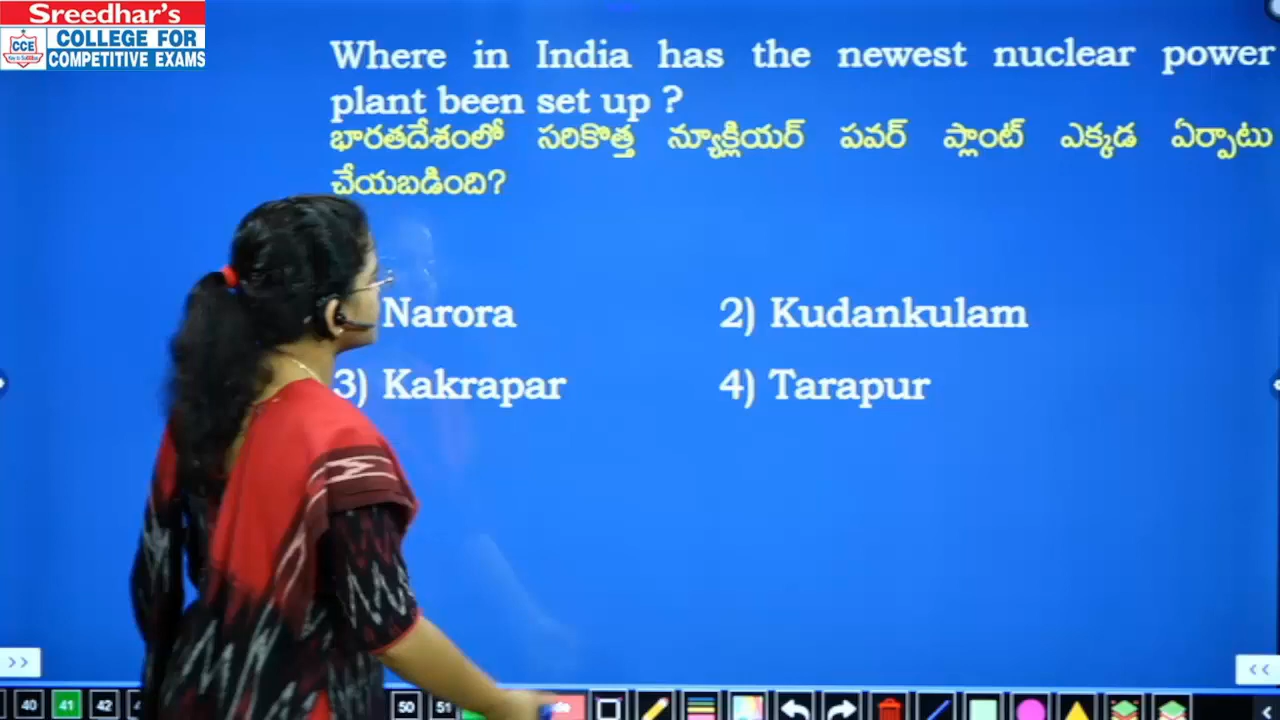 Sreedhar's
CCE
COLLEGE FOR
COMPETITIVE EXAMS
Where in India has the newest nuclear power
plant been set up ?
భారతదేశంలో సరికొత్త న్యూక్లియర్ పవర్ ప్లాంట్ ఎక్కడ ఏర్పాటు
చేయబడింది?
Narora 2) Kudankulam
3) Kakrapar 4) Tarapur
>> <<
40 41 42 50 51